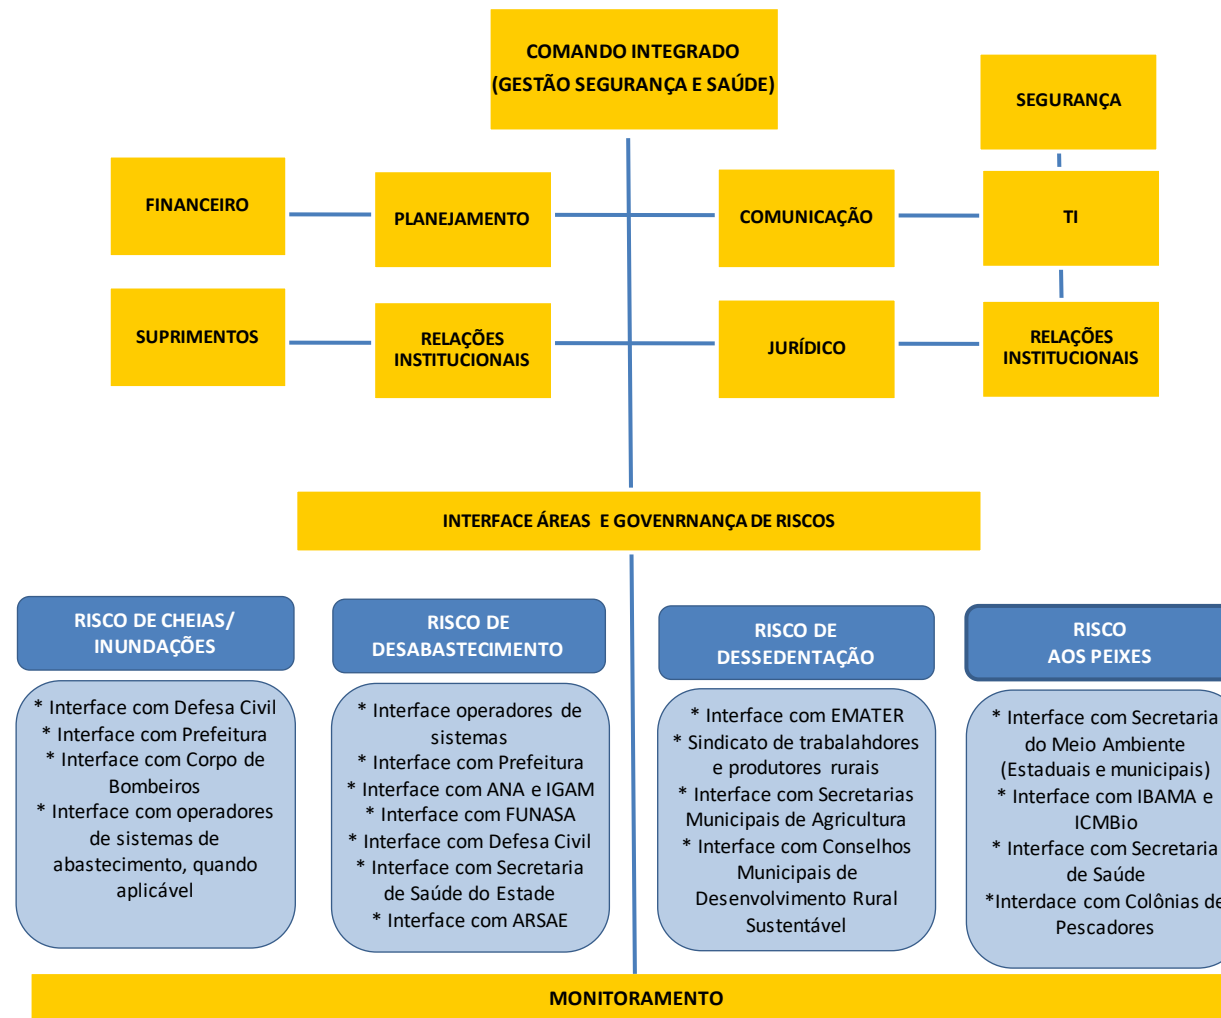 COMANDO INTEGRADO
(GESTÃO SEGURANÇA E SAÚDE)
SEGURANÇA
FINANCEIRO
PLANEJAMENTO
COMUNICAÇÃO
TI
SUPRIMENTOS
RELAÇÕES
INSTITUCIONAIS
JURÍDICO
RELAÇÕES
INSTITUCIONAIS
INTERFACE ÁREAS E GOVENRNANÇA DE RISCOS
RISCO DE CHEIAS/
INUNDAÇÕES
* Interface com Defesa Civil
* Interface com Prefeitura
* Interface com Corpo de
Bombeiros
* Interface com operadores
de sistemas de
abastecimento, quando
aplicável
RISCO DE
DESABASTECIMENTO
* Interface operadores de
sistemas
* Interface com Prefeitura
* Interface com ANA e IGAM
* Interface com FUNASA
* Interface com Defesa Civil
* Interface com Secretaria
de Saúde do Estade
* Interface com ARSAE
RISCO DE
DESSEDENTAÇÃO
* Interface com EMATER
* Sindicato de trabalahdores
e produtores rurais
* Interface com Secretarias
Municipais de Agricultura
* Interface com Conselhos
Municipais de
Desenvolvimento Rural
Sustentável
RISCO
AOS PEIXES
* Interface com Secretaria
do Meio Ambiente
(Estaduais e municipais)
* Interface com IBAMA e
ICMBio
* Interface com Secretaria
de Saúde
*Interdace com Colônias de
Pescadores
MONITORAMENTO